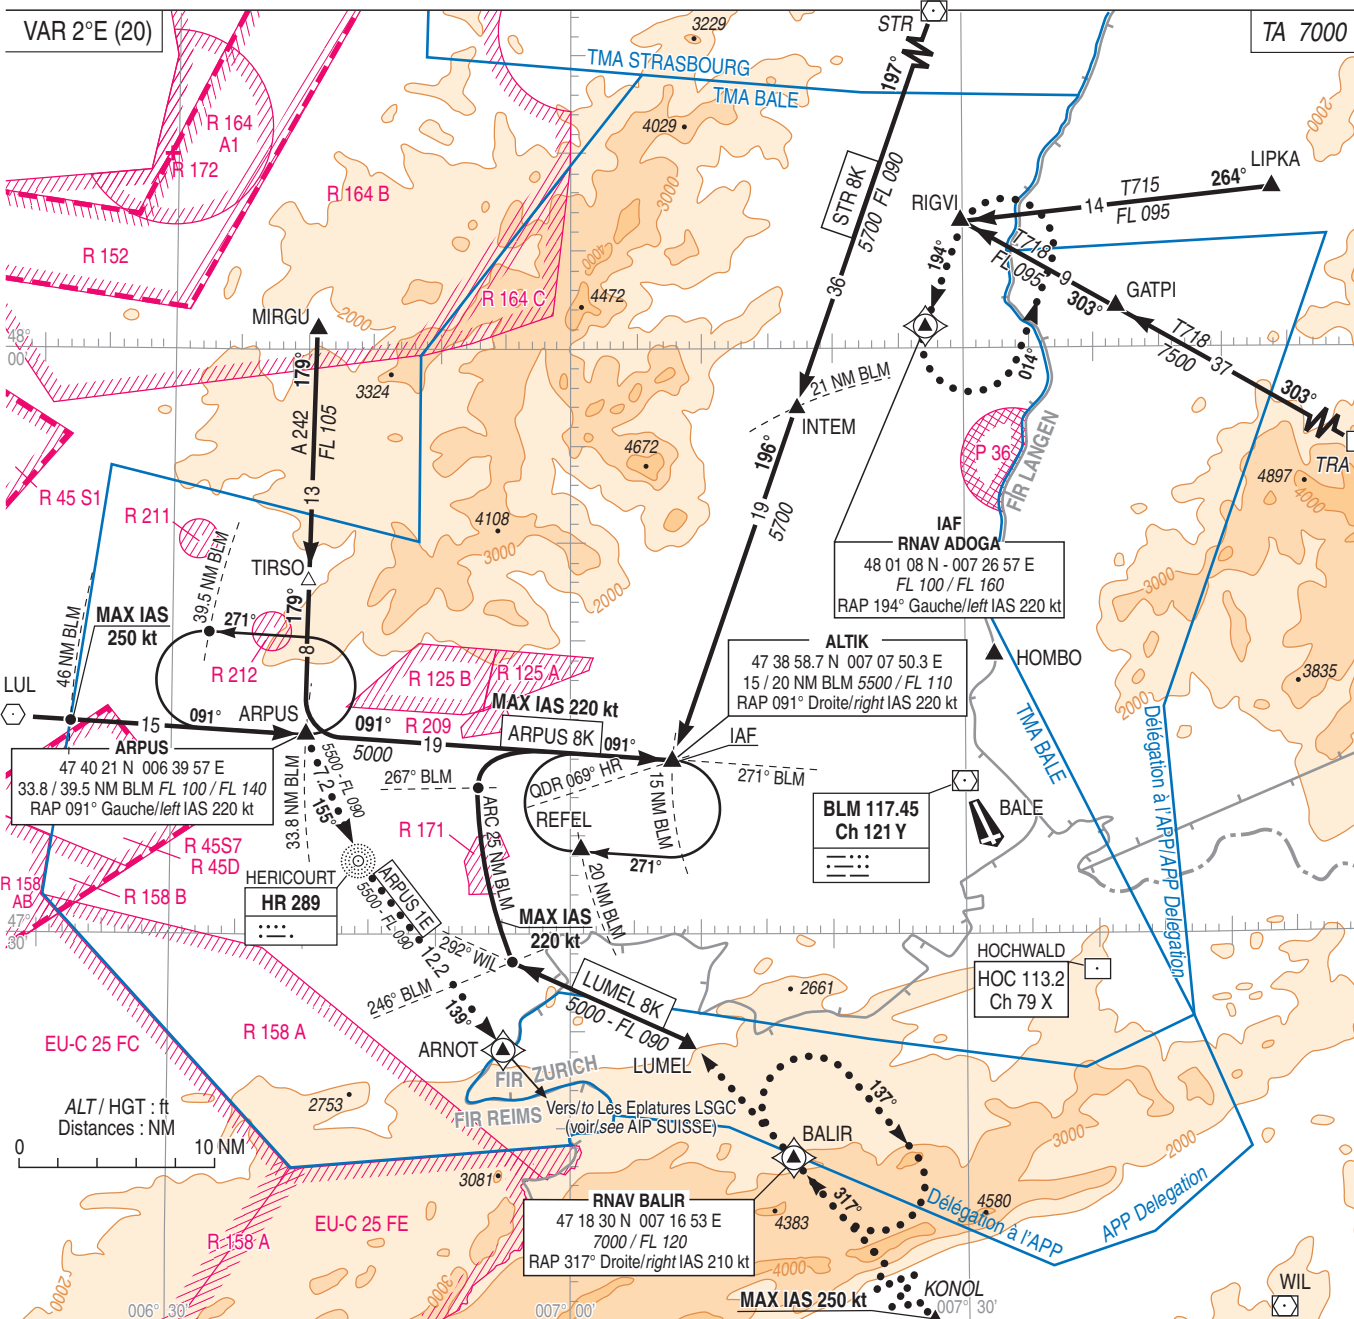 VAR 2°E (20)
TA 7000
STR
197°
3229
TMA STRASBOURG
TMA BALE
2000
R 164
A1
R 172
4029
3000
STR 8K
5700 FL 090
LIPKA
264°
T715
14
FL 095
RIGVI
R 164 B
R 152
194°
T718
FL 095
9
303°
GATPI
4000
4472
R 164 C
36
MIRGU
2000
T718
7500
37
303°
48°
00'
179°
3324
014°
21 NM BLM
INTEM
A 242
FL 105
196°
P 36
FIR LANGEN
TRA
4672
4897
4000
R 45 S1
13
19
5700
R 211
4108
3000
39.5 NM BLM
TIRSO
179°
2000
IAF
RNAV ADOGA
48 01 08 N - 007 26 57 E
FL 100 / FL 160
RAP 194° Gauche/left IAS 220 kt
3000
46 NM BLM
MAX IAS
250 kt
271°
8
R 212
R 125 B
R 125 A
ALTIK
47 38 58.7 N 007 07 50.3 E
15 / 20 NM BLM 5500 / FL 110
RAP 091° Droite/right IAS 220 kt
HOMBO
3835
2000
LUL
15
091°
ARPUS
091°
5000
R 209
19
MAX IAS 220 kt
ARPUS 8K
091°
IAF
TMA BALE
Délégation à l'APP/APP Delegation
ARPUS
47 40 21 N 006 39 57 E
33.8 / 39.5 NM BLM FL 100 / FL 140
RAP 091° Gauche/left IAS 220 kt
5500 - FL 090
7.2
155°
33.8 NM BLM
267° BLM
QDR 069° HR
15 NM BLM
271° BLM
BLM 117.45
Ch 121 Y
BALE
R 171
ARC 25 NM BLM
REFEL
271°
20 NM BLM
R 45S7
R 45D
R 158
AB
R 158 B
HERICOURT
HR 289
ARPUS 1E
5500 - FL 090
12.2
139°
47°
30'
MAX IAS
220 kt
292° WIL
246° BLM
LUMEL 8K
5000 - FL 090
LUMEL
2661
HOCHWALD
HOC 113.2
Ch 79 X
EU-C 25 FC
R 158 A
ARNOT
FIR ZURICH
FIR REIMS
Vers/to Les Eplatures LSGC
(voir/see AIP SUISSE)
137°
2753
ALT / HGT : ft
Distances : NM
0
10 NM
BALIR
3000
2000
3081
RNAV BALIR
47 18 30 N 007 16 53 E
7000 / FL 120
RAP 317° Droite/right IAS 210 kt
317°
4383
4580
Délégation à l'APP
APP Delegation
EU-C 25 FE
R 158 A
2000
3000
4000
KONOL
MAX IAS 250 kt
WIL
006° 30'
007° 00'
007° 30'